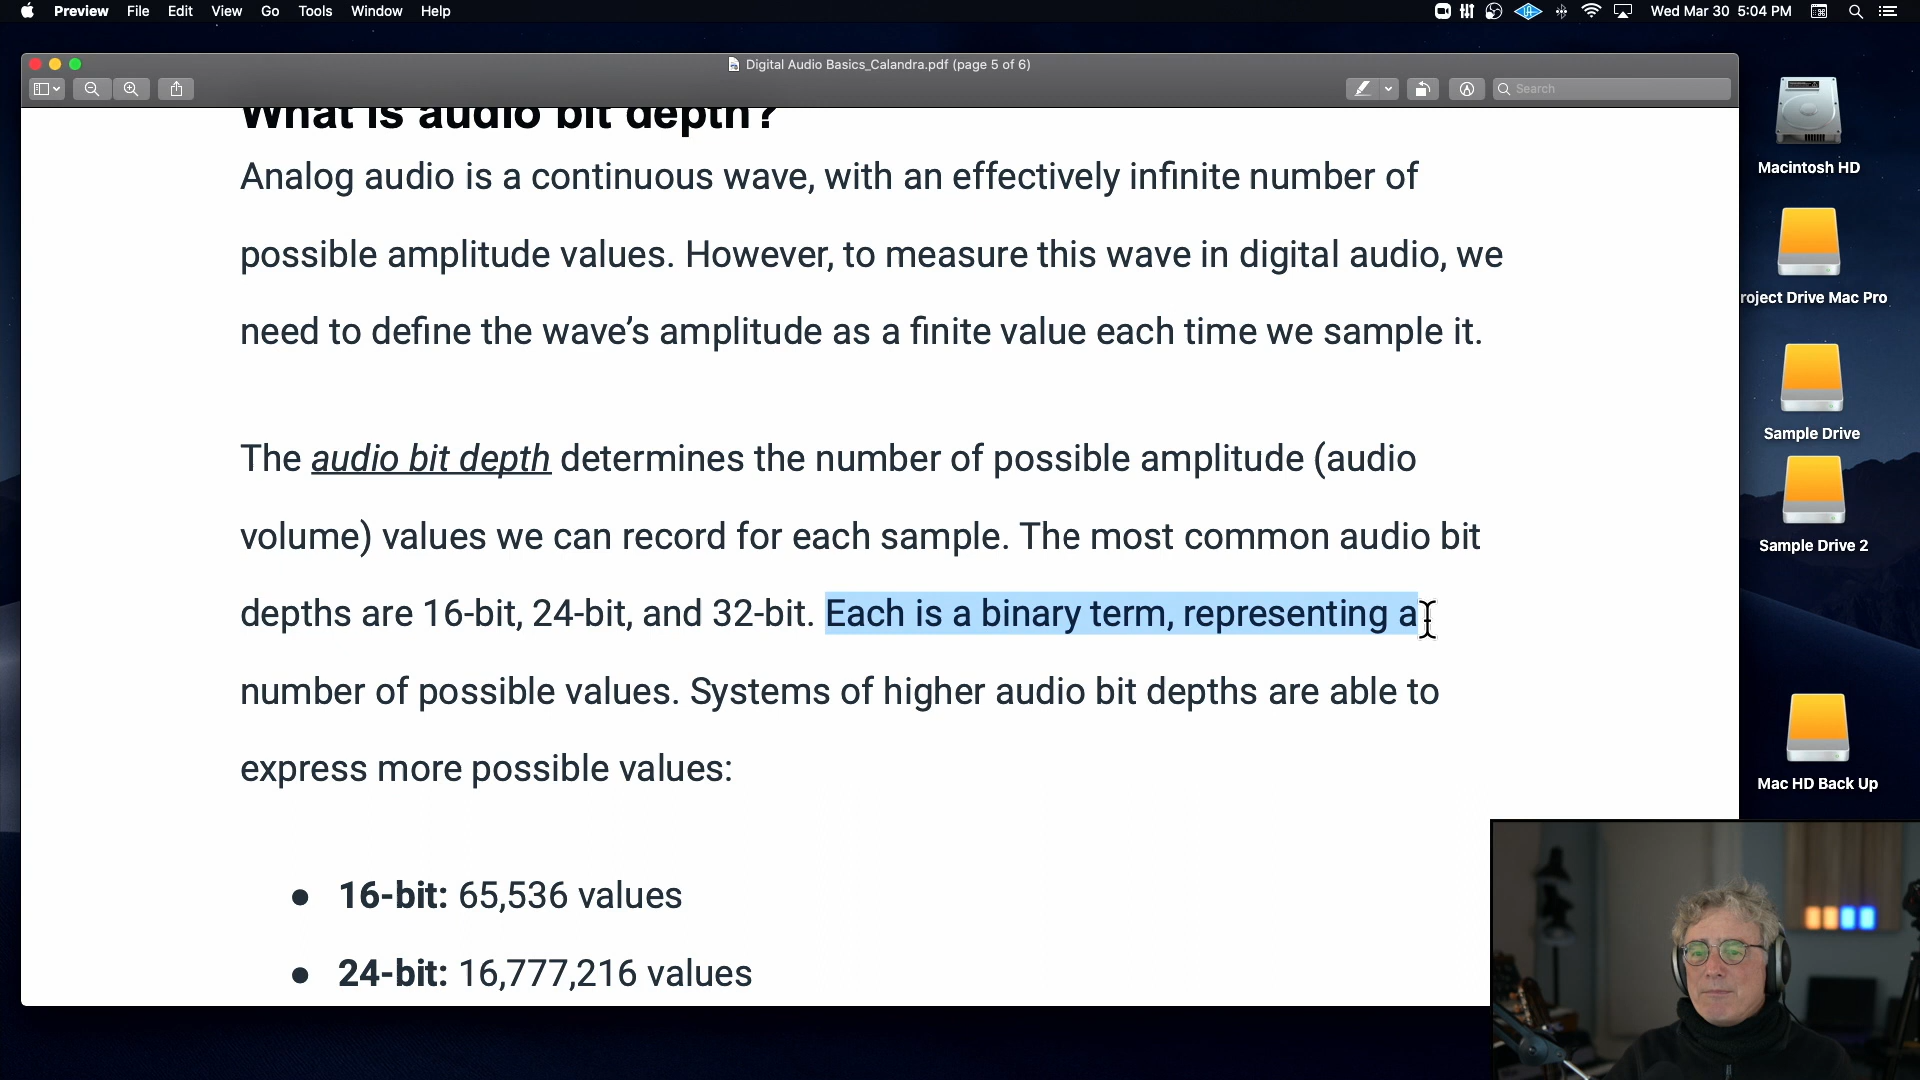 Preview File Edit View Go Tools Window Help
Wed Mar 30 5:04 PM
Digital Audio Basics_Calandra.pdf (page 5 of 6)
Search
What is audio bit depth?
Analog audio is a continuous wave, with an effectively infinite number of
possible amplitude values. However, to measure this wave in digital audio, we
need to define the wave’s amplitude as a finite value each time we sample it.
The audio bit depth determines the number of possible amplitude (audio
volume) values we can record for each sample. The most common audio bit
depths are 16-bit, 24-bit, and 32-bit. Each is a binary term, representing a
number of possible values. Systems of higher audio bit depths are able to
express more possible values:
● 16-bit: 65,536 values
● 24-bit: 16,777,216 values
Macintosh HD
roject Drive Mac Pro
Sample Drive
Sample Drive 2
Mac HD Back Up